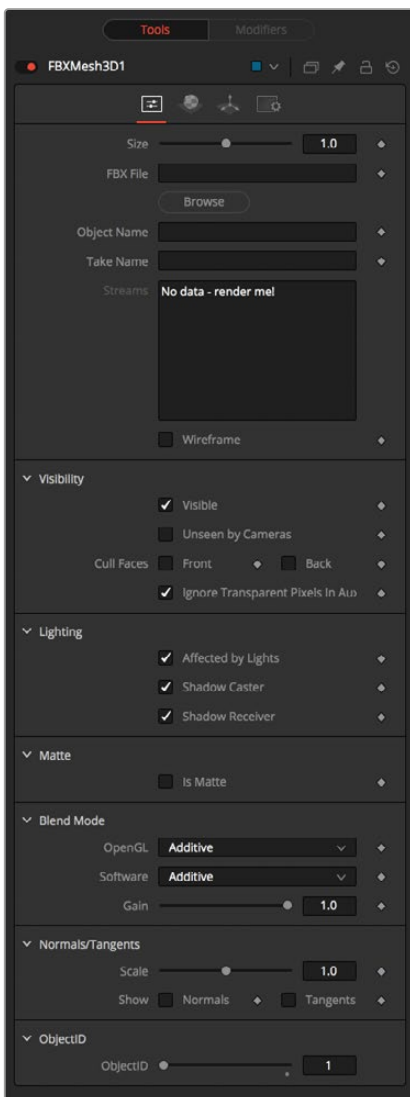 Tools Modifiers
FBXMesh3D1
Size 1.0
FBX File
Browse
Object Name
Take Name
Streams No data - render me!
Wireframe
Visibility
Visible
Unseen by Cameras
Cull Faces Front Back
Ignore Transparent Pixels In Aux
Lighting
Affected by Lights
Shadow Caster
Shadow Receiver
Matte
Is Matte
Blend Mode
OpenGL Additive
Software Additive
Gain 1.0
Normals/Tangents
Scale 1.0
Show Normals Tangents
ObjectID
ObjectID 1